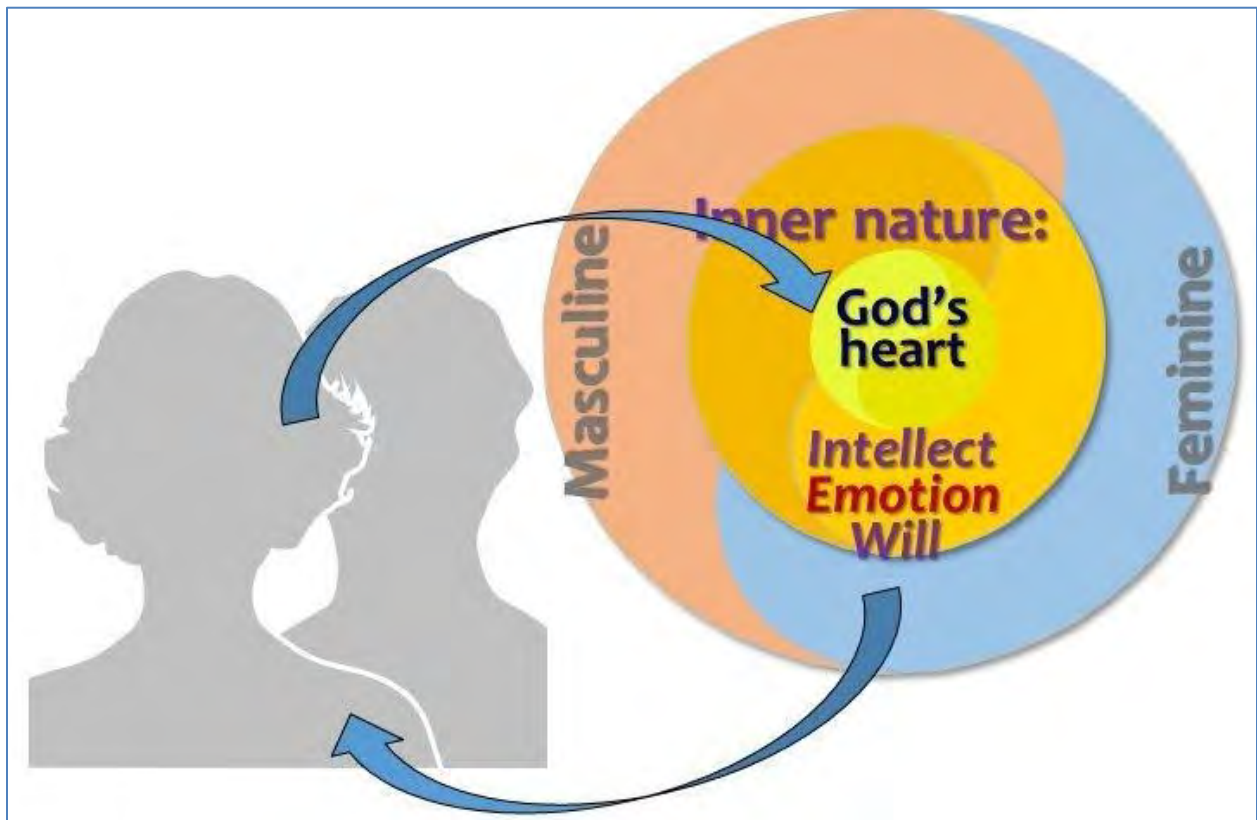 Masculine
Inner nature:
God's
heart
Intellect
Emotion
Will
Feminine